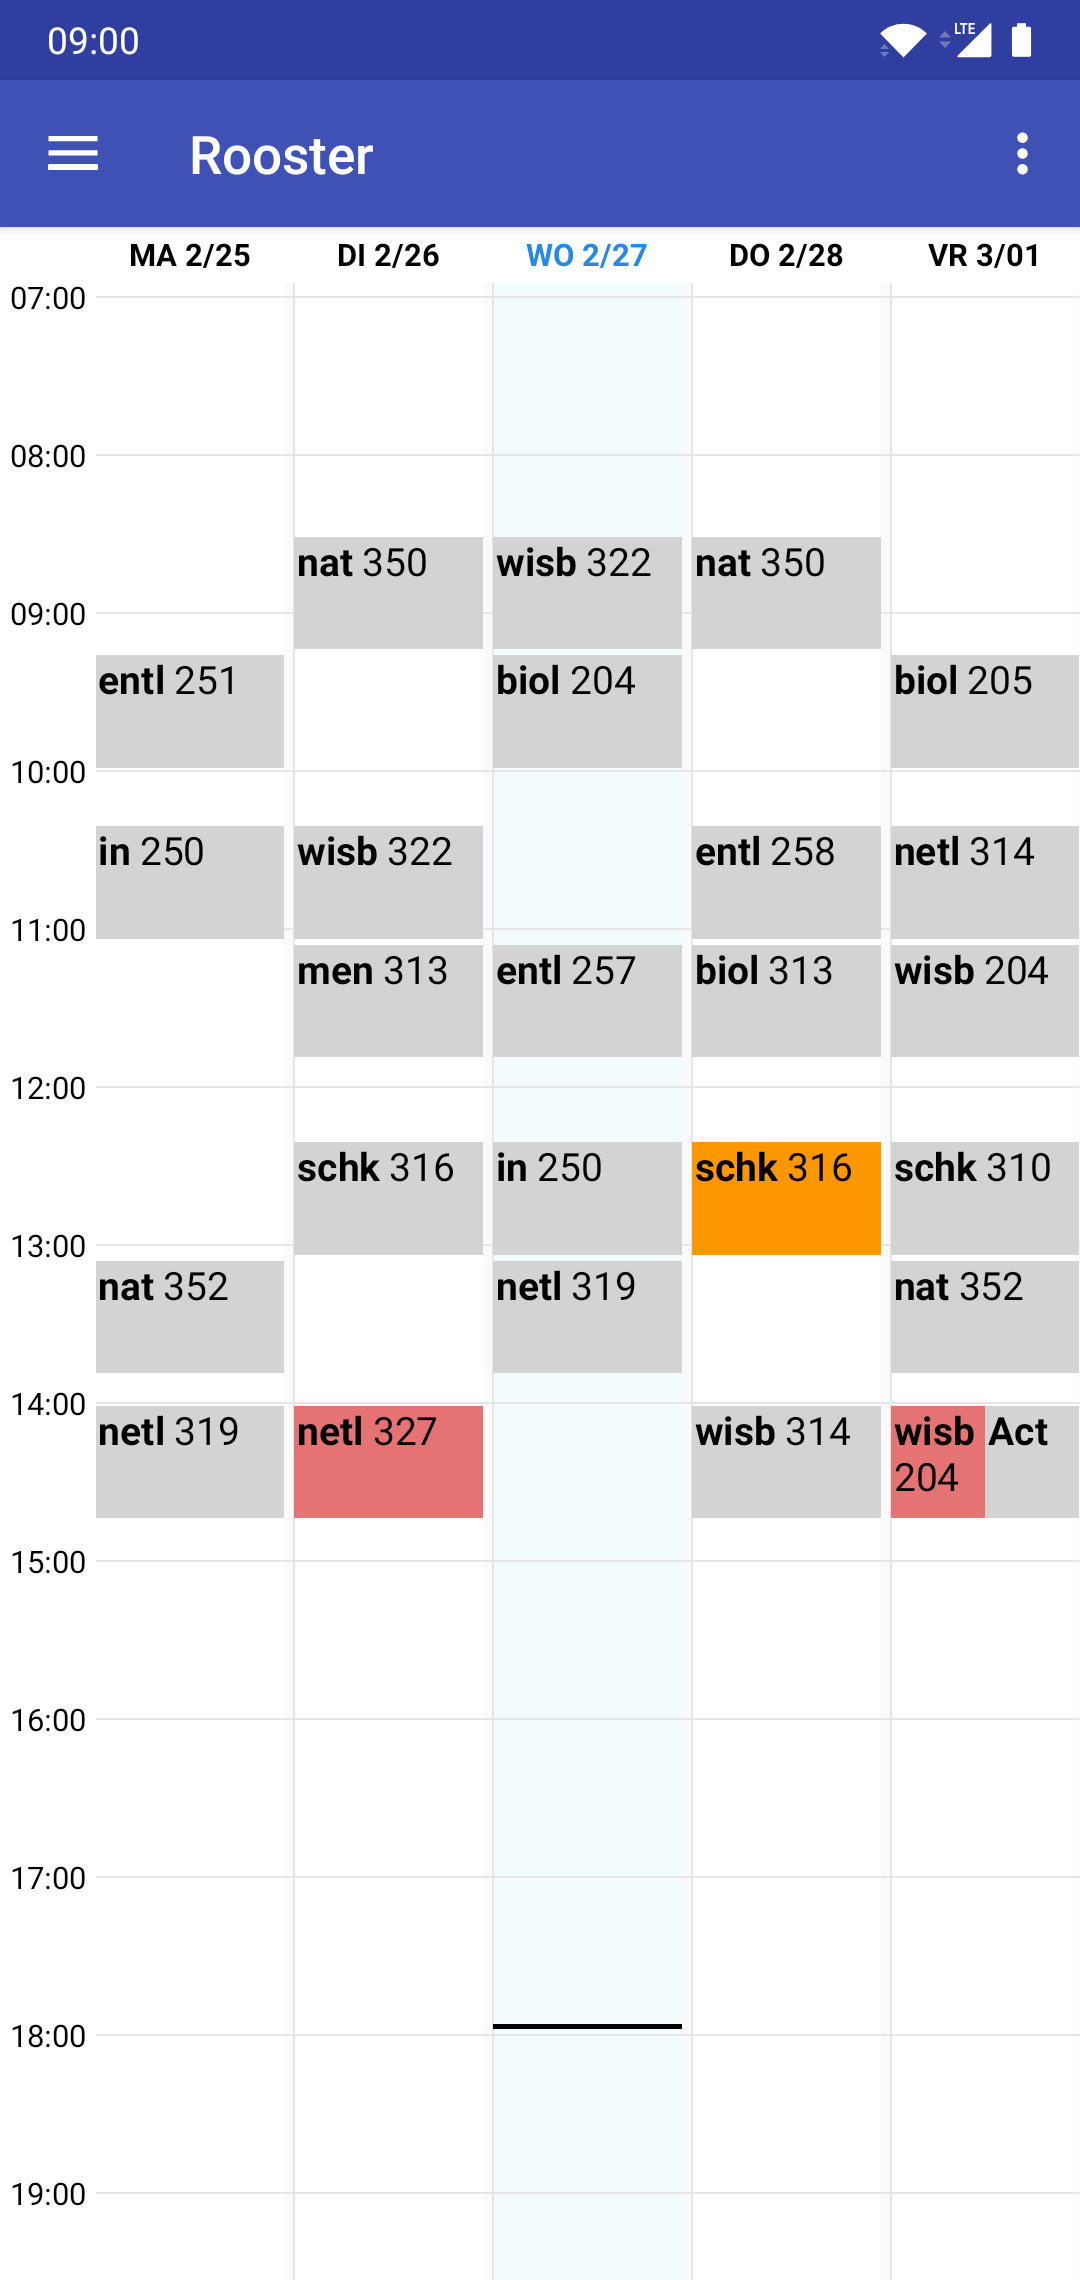 09:00
LTE
Rooster
MA 2/25 DI 2/26 WO 2/27 DO 2/28 VR 3/01
07:00
08:00
nat 350 wisb 322 nat 350
09:00
entl 251 biol 204 biol 205
10:00
in 250 wisb 322 entl 258 netl 314
11:00
men 313 entl 257 biol 313 wisb 204
12:00
schk 316 in 250 schk 316 schk 310
13:00
nat 352 netl 319 nat 352
14:00
netl 319 netl 327 wisb 314 wisb Act
204
15:00
16:00
17:00
18:00
19:00